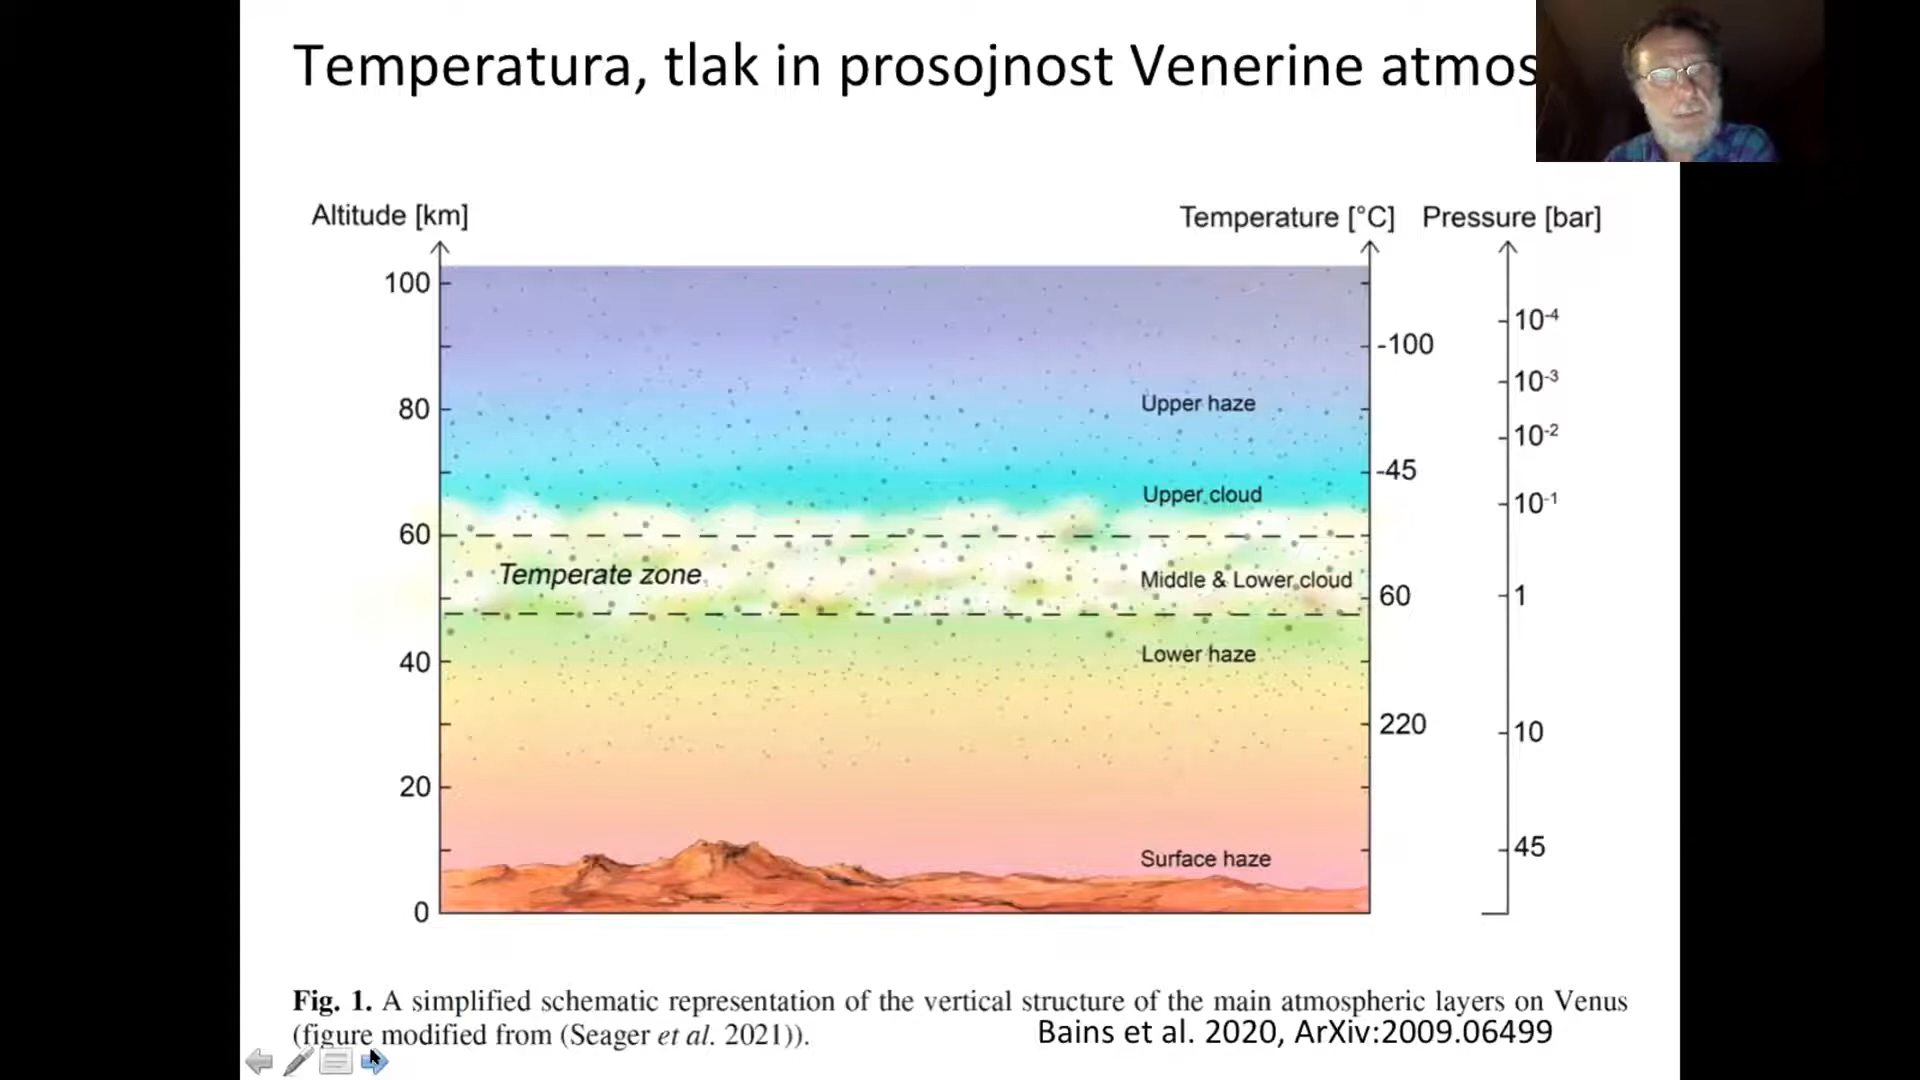 Temperatura, tlak in prosojnost Venerine atmos
Altitude [km]
Temperature [°C]
Pressure [bar]
100
80
60
40
20
0
Upper haze
Upper cloud
Temperate zone
Middle & Lower cloud
Lower haze
Surface haze
-100
-45
60
220
10-4
10-3
10-2
10-1
1
10
45
Fig. 1. A simplified schematic representation of the vertical structure of the main atmospheric layers on Venus
(figure modified from (Seager et al. 2021)).
Bains et al. 2020, ArXiv:2009.06499